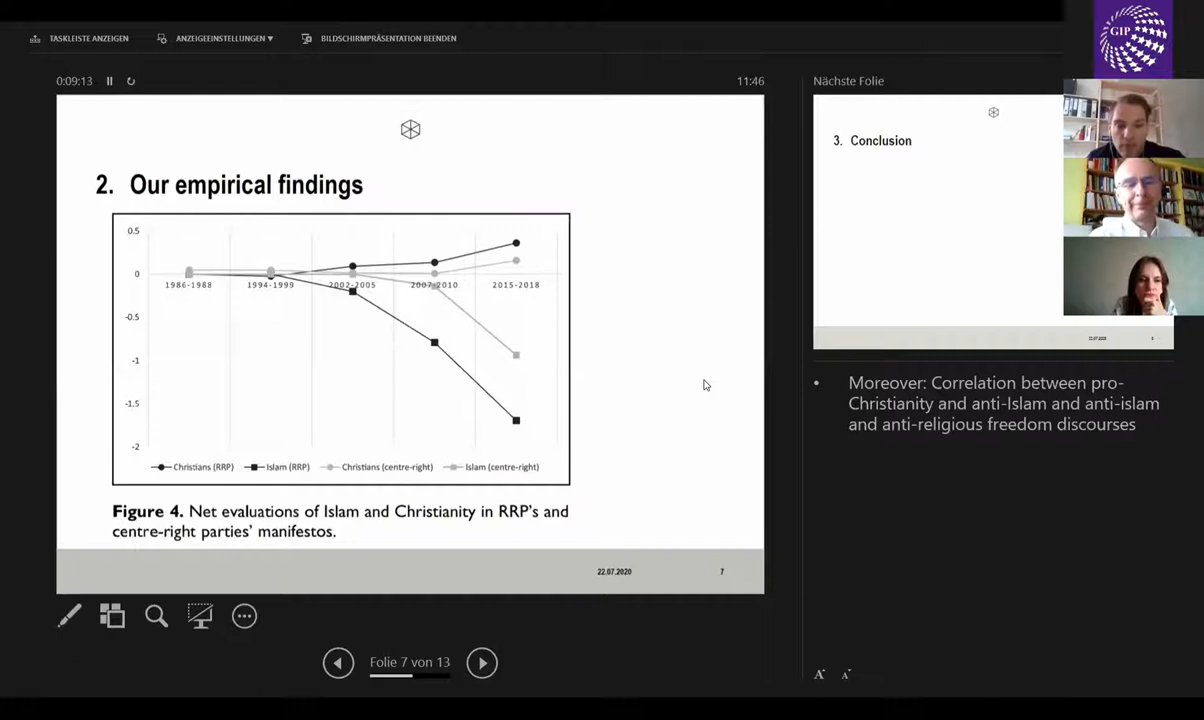 TASKLEISTE ANZEIGEN
ANZEIGEEINSTELLUNGEN ▼
BILDSCHIRMPRÄSENTATION BEENDEN
GIP
0:09:13
11:46
Nächste Folie
2. Our empirical findings
0.5
0
-0.5
-1
-1.5
-2
1986-1988 1994-1999 2002-2005 2007-2010 2015-2018
Christians (RRP) Islam (RRP) Christians (centre-right) Islam (centre-right)
Figure 4. Net evaluations of Islam and Christianity in RRP's and
centre-right parties' manifestos.
22.07.2020 7
3. Conclusion
22.07.2020 8
• Moreover: Correlation between pro-
Christianity and anti-Islam and anti-islam
and anti-religious freedom discourses
Folie 7 von 13
A A